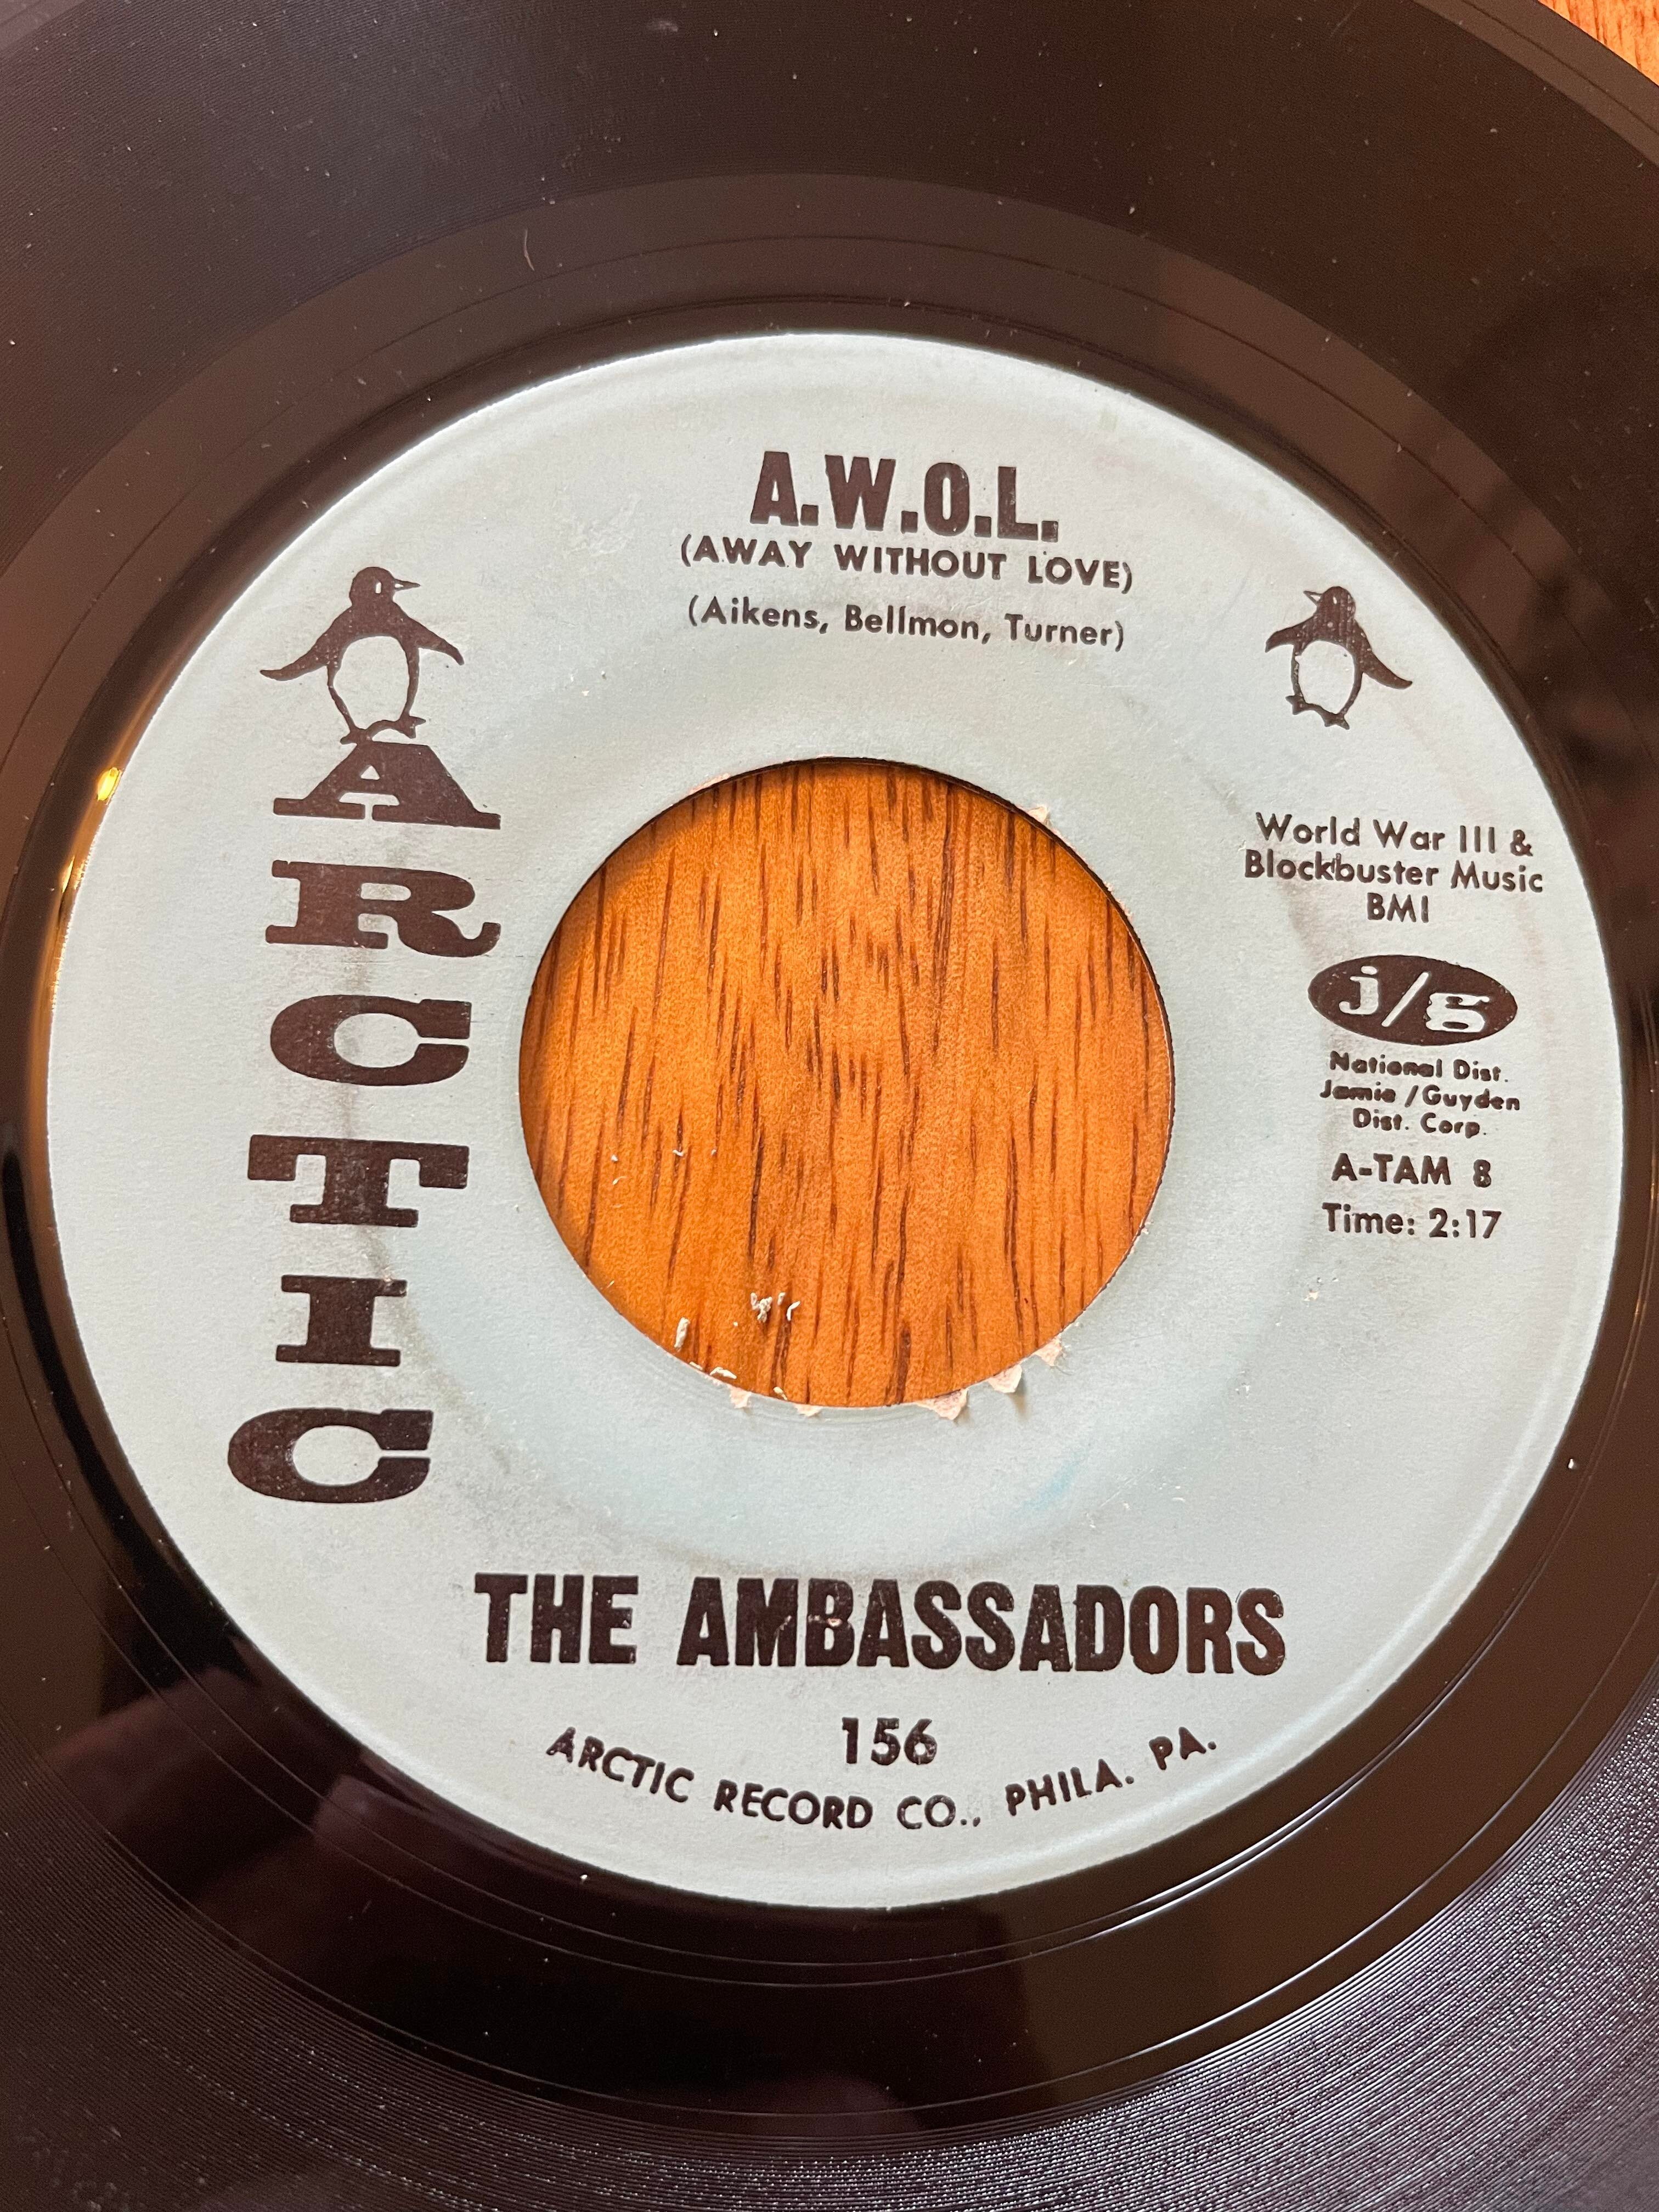 A.W.O.L.
(AWAY WITHOUT LOVE)
(Aikens, Bellmon, Turner)
ARCTIC
World War III &
Blockbuster Music
BMI
j/g
National Dist.
Jamie/Guyden
Dist. Corp.
A-TAM 8
Time: 2:17
THE AMBASSADORS
156
ARCTIC RECORD CO., PHILA. PA.